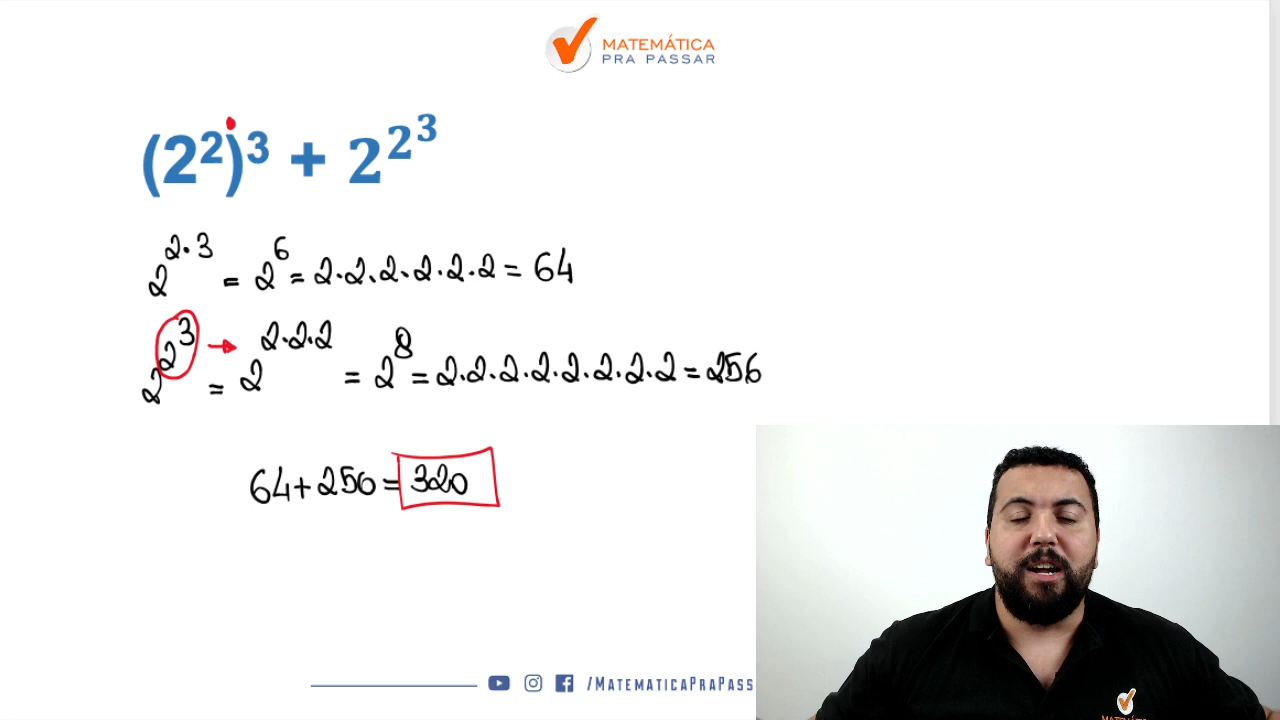 MATEMÁTICA
PRA PASSAR
(2²)³ + 2^2^3
2^2·3 = 2^6 = 2·2·2·2·2·2 = 64
2^2^3 → = 2^2·2·2 = 2^8 = 2·2·2·2·2·2·2·2 = 256
64+256= 320
/MATEMATICAPRAPASS